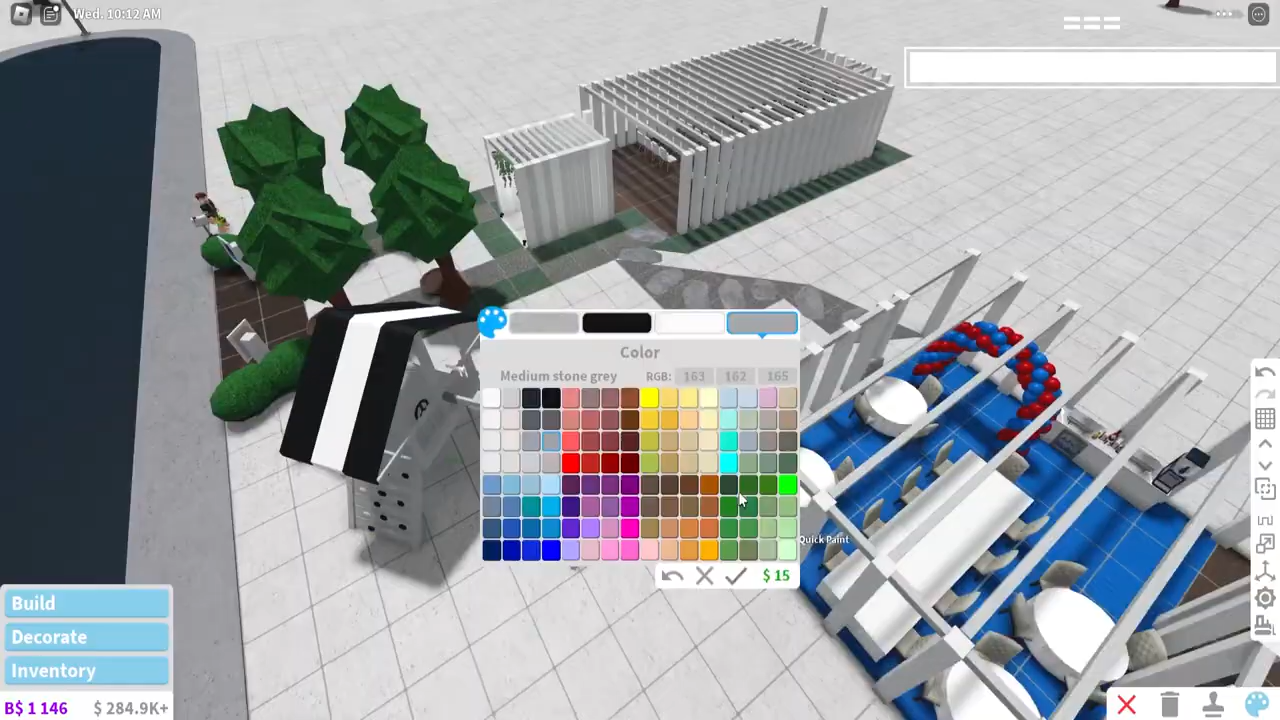 Wed. 10:12 AM
Color
Medium stone grey RGB: 163 162 165
Quick Paint
$ 15
Build
Decorate
Inventory
B$ 1 146 $ 284.9K+